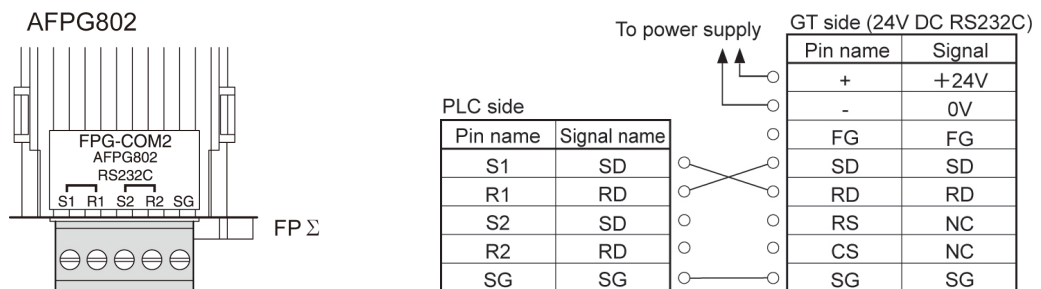 AFPG802
FPG-COM2
AFPG802
RS232C
S1 R1 S2 R2 SG
FPΣ
To power supply
PLC side
Pin name Signal name
S1 SD
R1 RD
S2 SD
R2 RD
SG SG
GT side (24V DC RS232C)
Pin name Signal
+ +24V
- 0V
FG FG
SD SD
RD RD
RS NC
CS NC
SG SG